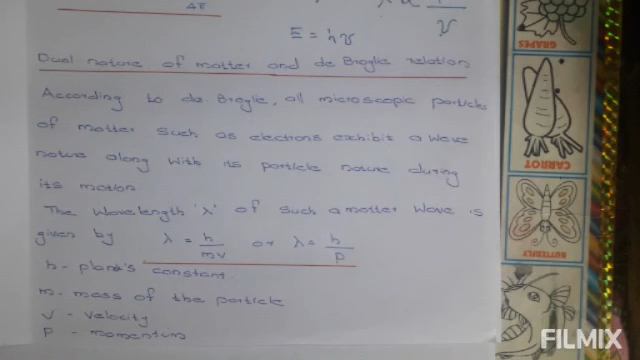 ΔE
E = hν
Dual nature of matter and de Broglie relation
According to de-Broglie, all microscopic particles
of matter such as electrons exhibit a wave
nature along with its particle nature during
its motion
The wavelength 'λ' of such a matter wave is
given by λ = h/mv or λ = h/p
h - plank's constant
m - mass of the particle
v - velocity
p - momentum
GRAPES
CARROT
BUTTERFLY
FILMIX